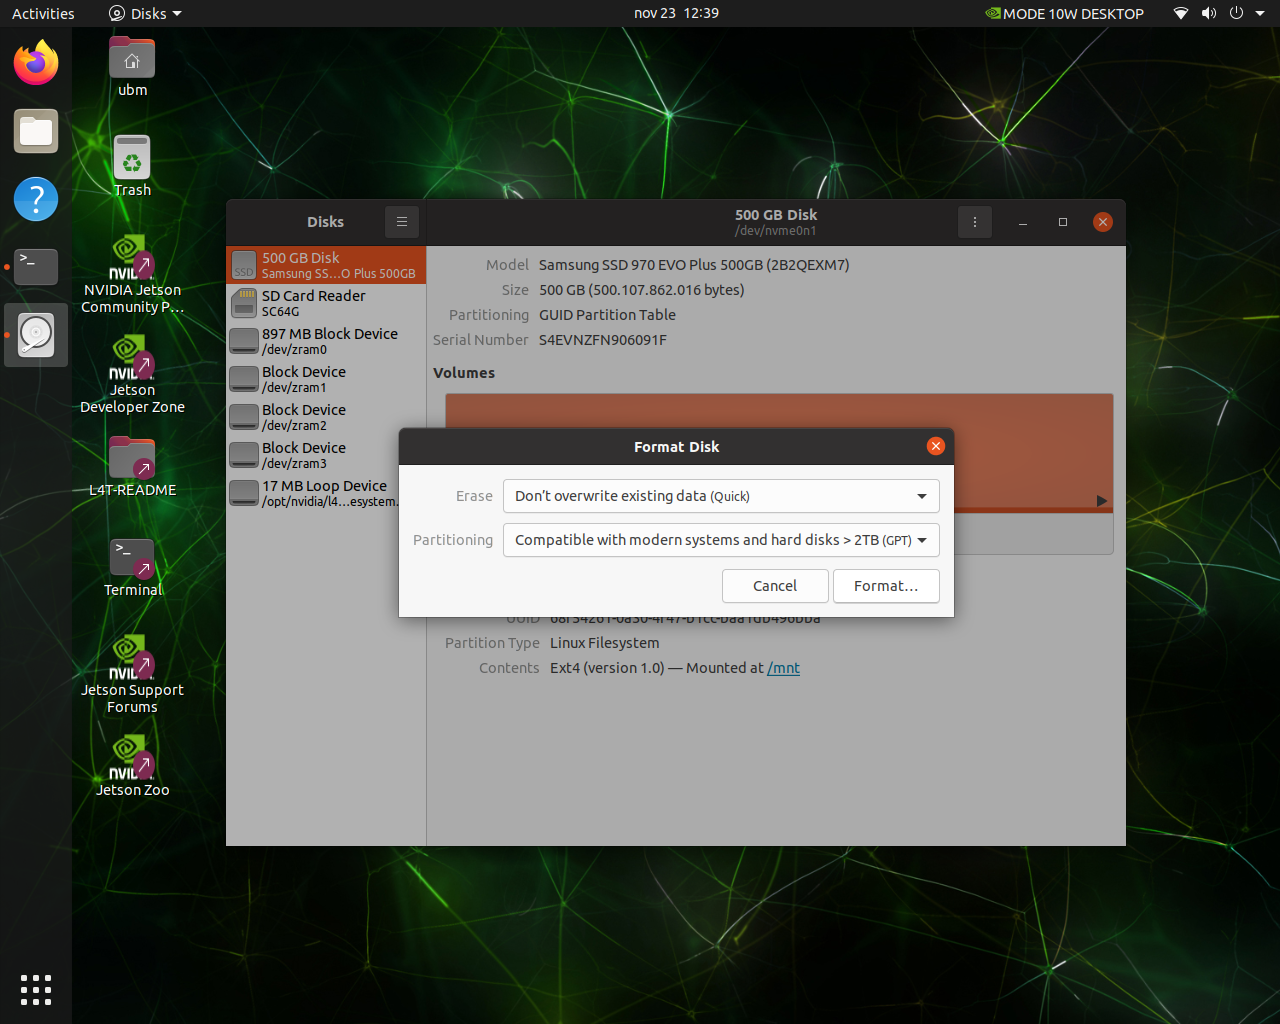 Activities
Disks
nov 23 12:39
MODE 10W DESKTOP
ubm
Trash
NVIDIA Jetson
Community P…
Jetson
Developer Zone
L4T-README
Terminal
Jetson Support
Forums
Jetson Zoo
Disks
500 GB Disk
/dev/nvme0n1
500 GB Disk
Samsung SS…O Plus 500GB
SD Card Reader
SC64G
897 MB Block Device
/dev/zram0
Block Device
/dev/zram1
Block Device
/dev/zram2
Block Device
/dev/zram3
17 MB Loop Device
/opt/nvidia/l4…esystem.
Model Samsung SSD 970 EVO Plus 500GB (2B2QEXM7)
Size 500 GB (500.107.862.016 bytes)
Partitioning GUID Partition Table
Serial Number S4EVNZFN906091F
Volumes
Format Disk
Erase Don’t overwrite existing data (Quick)
Partitioning Compatible with modern systems and hard disks > 2TB (GPT)
Cancel
Format…
UUID
Partition Type Linux Filesystem
Contents Ext4 (version 1.0) — Mounted at /mnt